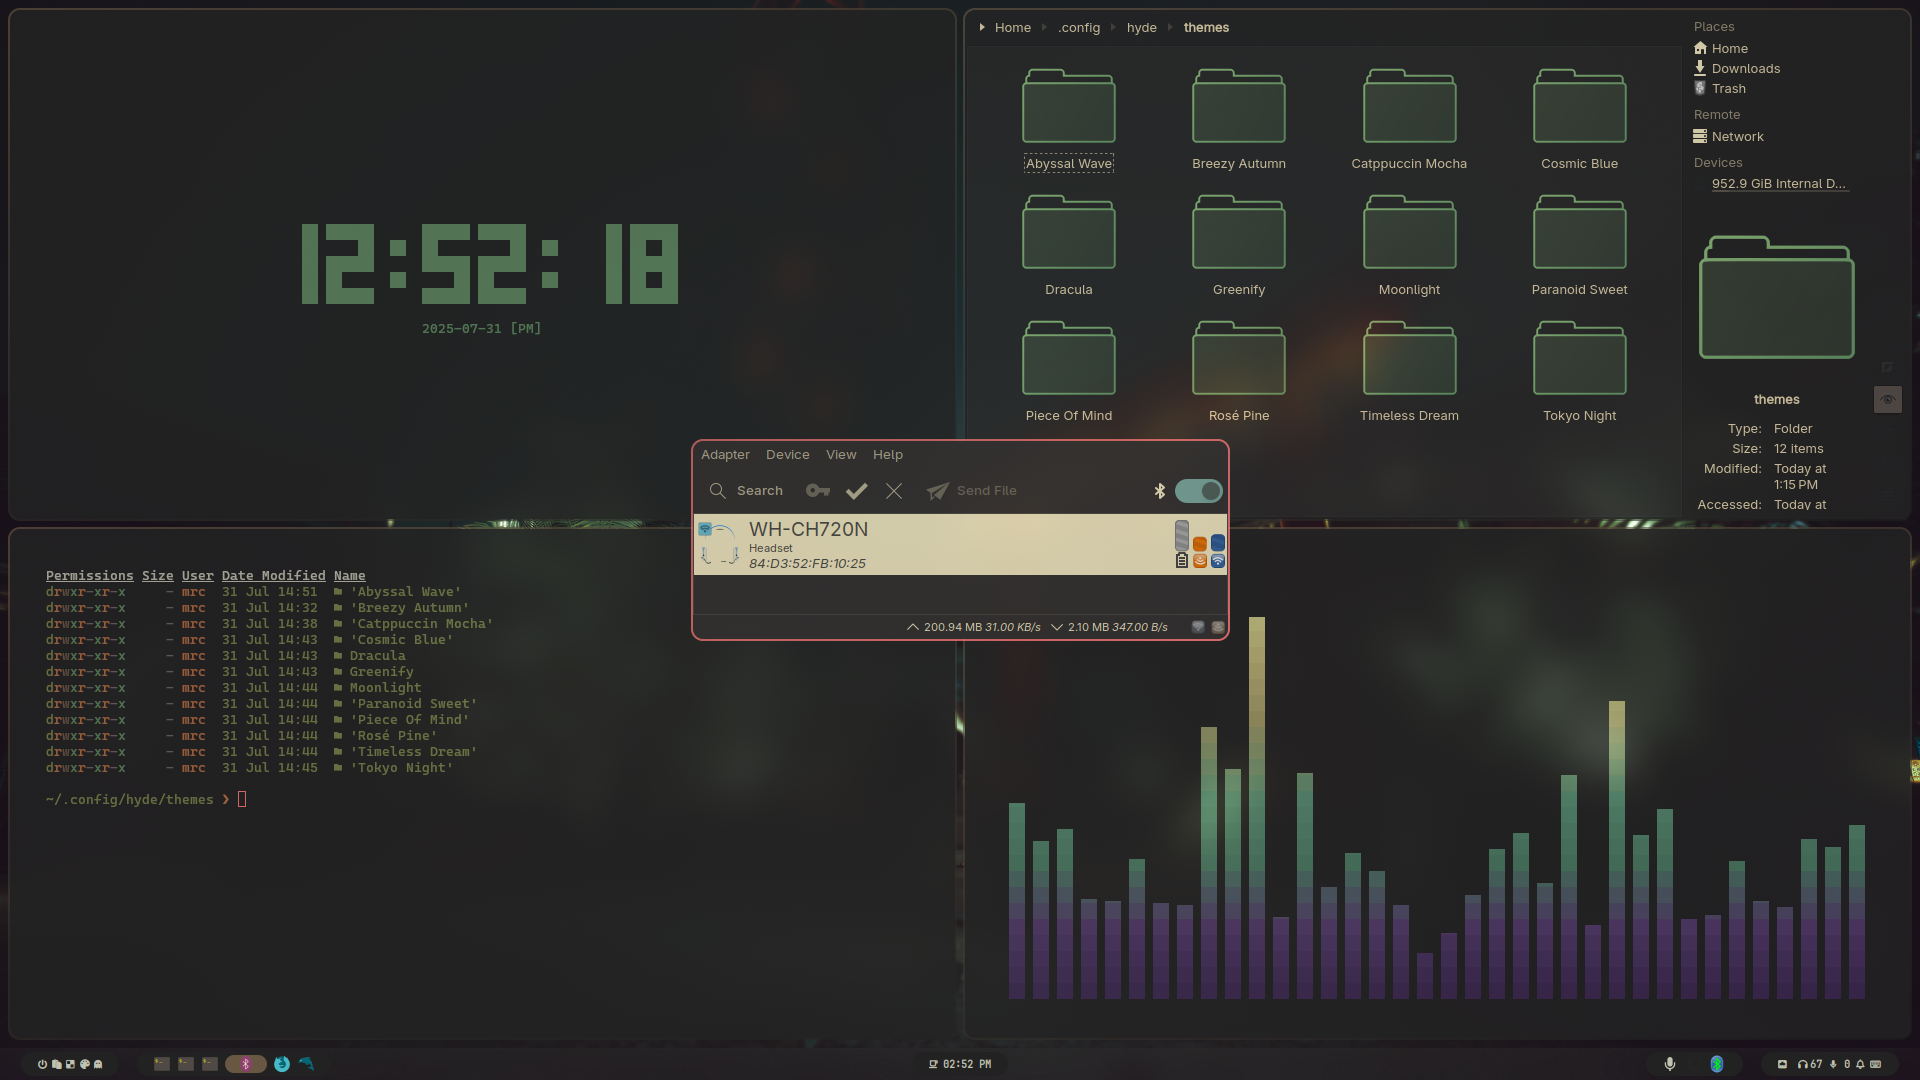 12:52: 18
2025-07-31 [PM]
Home .config hyde themes
Abyssal Wave Breezy Autumn Catppuccin Mocha Cosmic Blue
Dracula Greenify Moonlight Paranoid Sweet
Piece Of Mind Rosé Pine Timeless Dream Tokyo Night
Places
Home
Downloads
Trash
Remote
Network
Devices
952.9 GiB Internal D...
themes
Type: Folder
Size: 12 items
Modified: Today at
1:15 PM
Accessed: Today at
Adapter Device View Help
Search Send File
WH-CH720N
Headset
84:D3:52:FB:10:25
200.94 MB 31.00 KB/s 2.10 MB 347.00 B/s
Permissions Size User Date Modified Name
drwxr-xr-x - mrc 31 Jul 14:51 'Abyssal Wave'
drwxr-xr-x - mrc 31 Jul 14:32 'Breezy Autumn'
drwxr-xr-x - mrc 31 Jul 14:38 'Catppuccin Mocha'
drwxr-xr-x - mrc 31 Jul 14:43 'Cosmic Blue'
drwxr-xr-x - mrc 31 Jul 14:43 Dracula
drwxr-xr-x - mrc 31 Jul 14:43 Greenify
drwxr-xr-x - mrc 31 Jul 14:44 Moonlight
drwxr-xr-x - mrc 31 Jul 14:44 'Paranoid Sweet'
drwxr-xr-x - mrc 31 Jul 14:44 'Piece Of Mind'
drwxr-xr-x - mrc 31 Jul 14:44 'Rosé Pine'
drwxr-xr-x - mrc 31 Jul 14:44 'Timeless Dream'
drwxr-xr-x - mrc 31 Jul 14:45 'Tokyo Night'
~/.config/hyde/themes ❯
02:52 PM
67 0